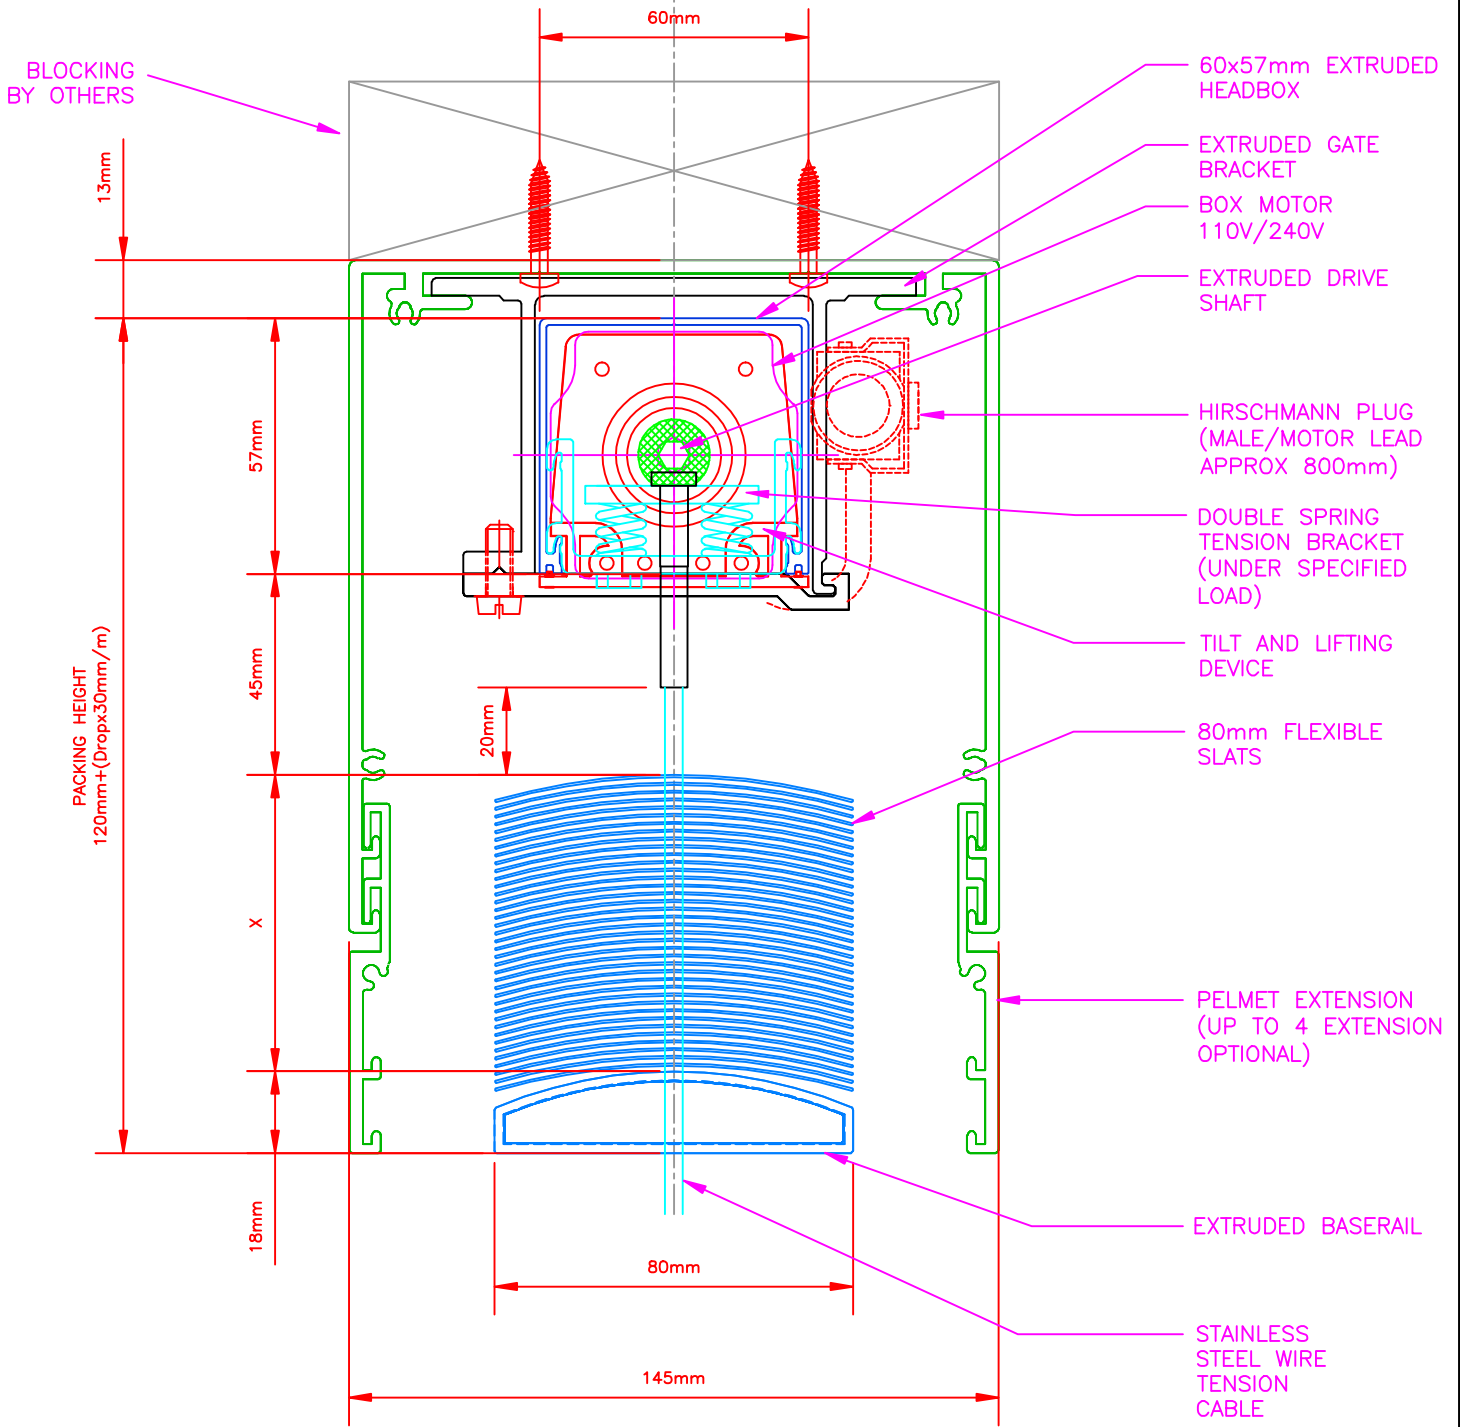 60mm
BLOCKING
BY OTHERS
13mm
60x57mm EXTRUDED
HEADBOX
EXTRUDED GATE
BRACKET
BOX MOTOR
110V/240V
EXTRUDED DRIVE
SHAFT
HIRSCHMANN PLUG
(MALE/MOTOR LEAD
APPROX 800mm)
57mm
DOUBLE SPRING
TENSION BRACKET
(UNDER SPECIFIED
LOAD)
TILT AND LIFTING
DEVICE
45mm
20mm
PACKING HEIGHT
120mm+(Dropx30mm/m)
80mm FLEXIBLE
SLATS
X
PELMET EXTENSION
(UP TO 4 EXTENSION
OPTIONAL)
18mm
EXTRUDED BASERAIL
80mm
STAINLESS
STEEL WIRE
TENSION
CABLE
145mm